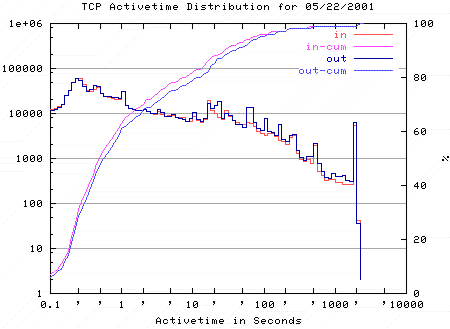 TCP Activetime Distribution for 05/22/2001
1e+06 100
in
in-cum
out
out-cum
100000 80
10000
60
1000
%
40
100
20
10
1 0
0.1 , , 1 , , 10 , , 100 , , 1000 , , 10000
Activetime in Seconds